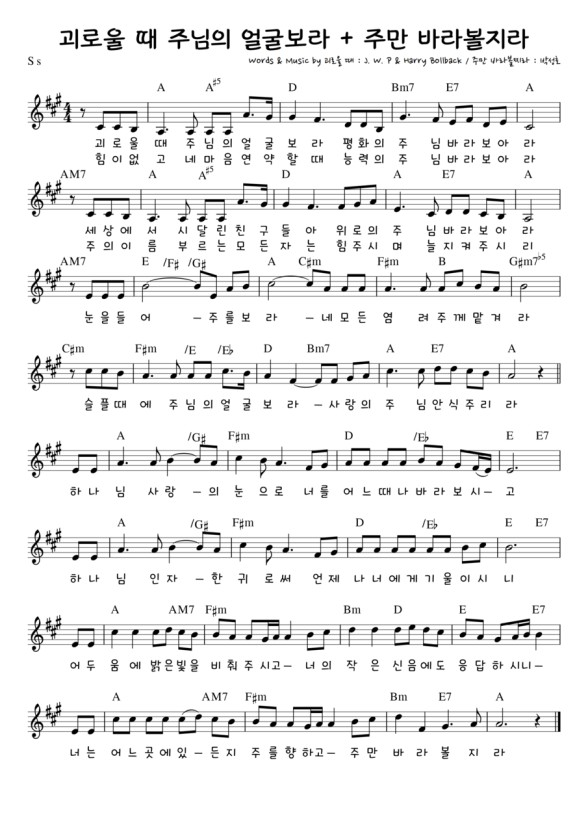 괴로울 때 주님의 얼굴보라 + 주만 바라볼지라
S s
Words & Music by 괴로울 때 : J. W. P & Harry Bollback / 주만 바라볼지라 : 박성호
A A#5 D Bm7 E7 A
괴로울 때 주님의얼굴보라 평화의주 님바라보아라
힘이없고 네마음연약할때 능력의주 님바라보아라
AM7 A A#5 D A E7 A
세상에서 시달린친구들아 위로의주 님바라보아라
주의이름 부르는모든자는 힘주시며 늘지켜주시리
AM7 E /F# /G# A C#m F#m B G#m7b5
눈을들어 - 주를보라 - 네모든염 려주께맡겨라
C#m F#m /E /Eb D Bm7 A E7 A
슬플때에 주님의얼굴보라 - 사랑의주 님안식주리라
A /G# F#m D /Eb E E7
하나님 사랑 - 의눈으로 너를어느때나바라보시 - 고
A /G# F#m D /Eb E E7
하나님 인자 - 한귀로써 언제나너에게기울이시니
A AM7 F#m Bm D E E7
어두움에밝은빛을비춰주시고 - 너의작은신음에도응답하시니 -
A AM7 F#m Bm E7 A
너는어느곳에있 - 든지주를향하고 - 주만바라볼지라